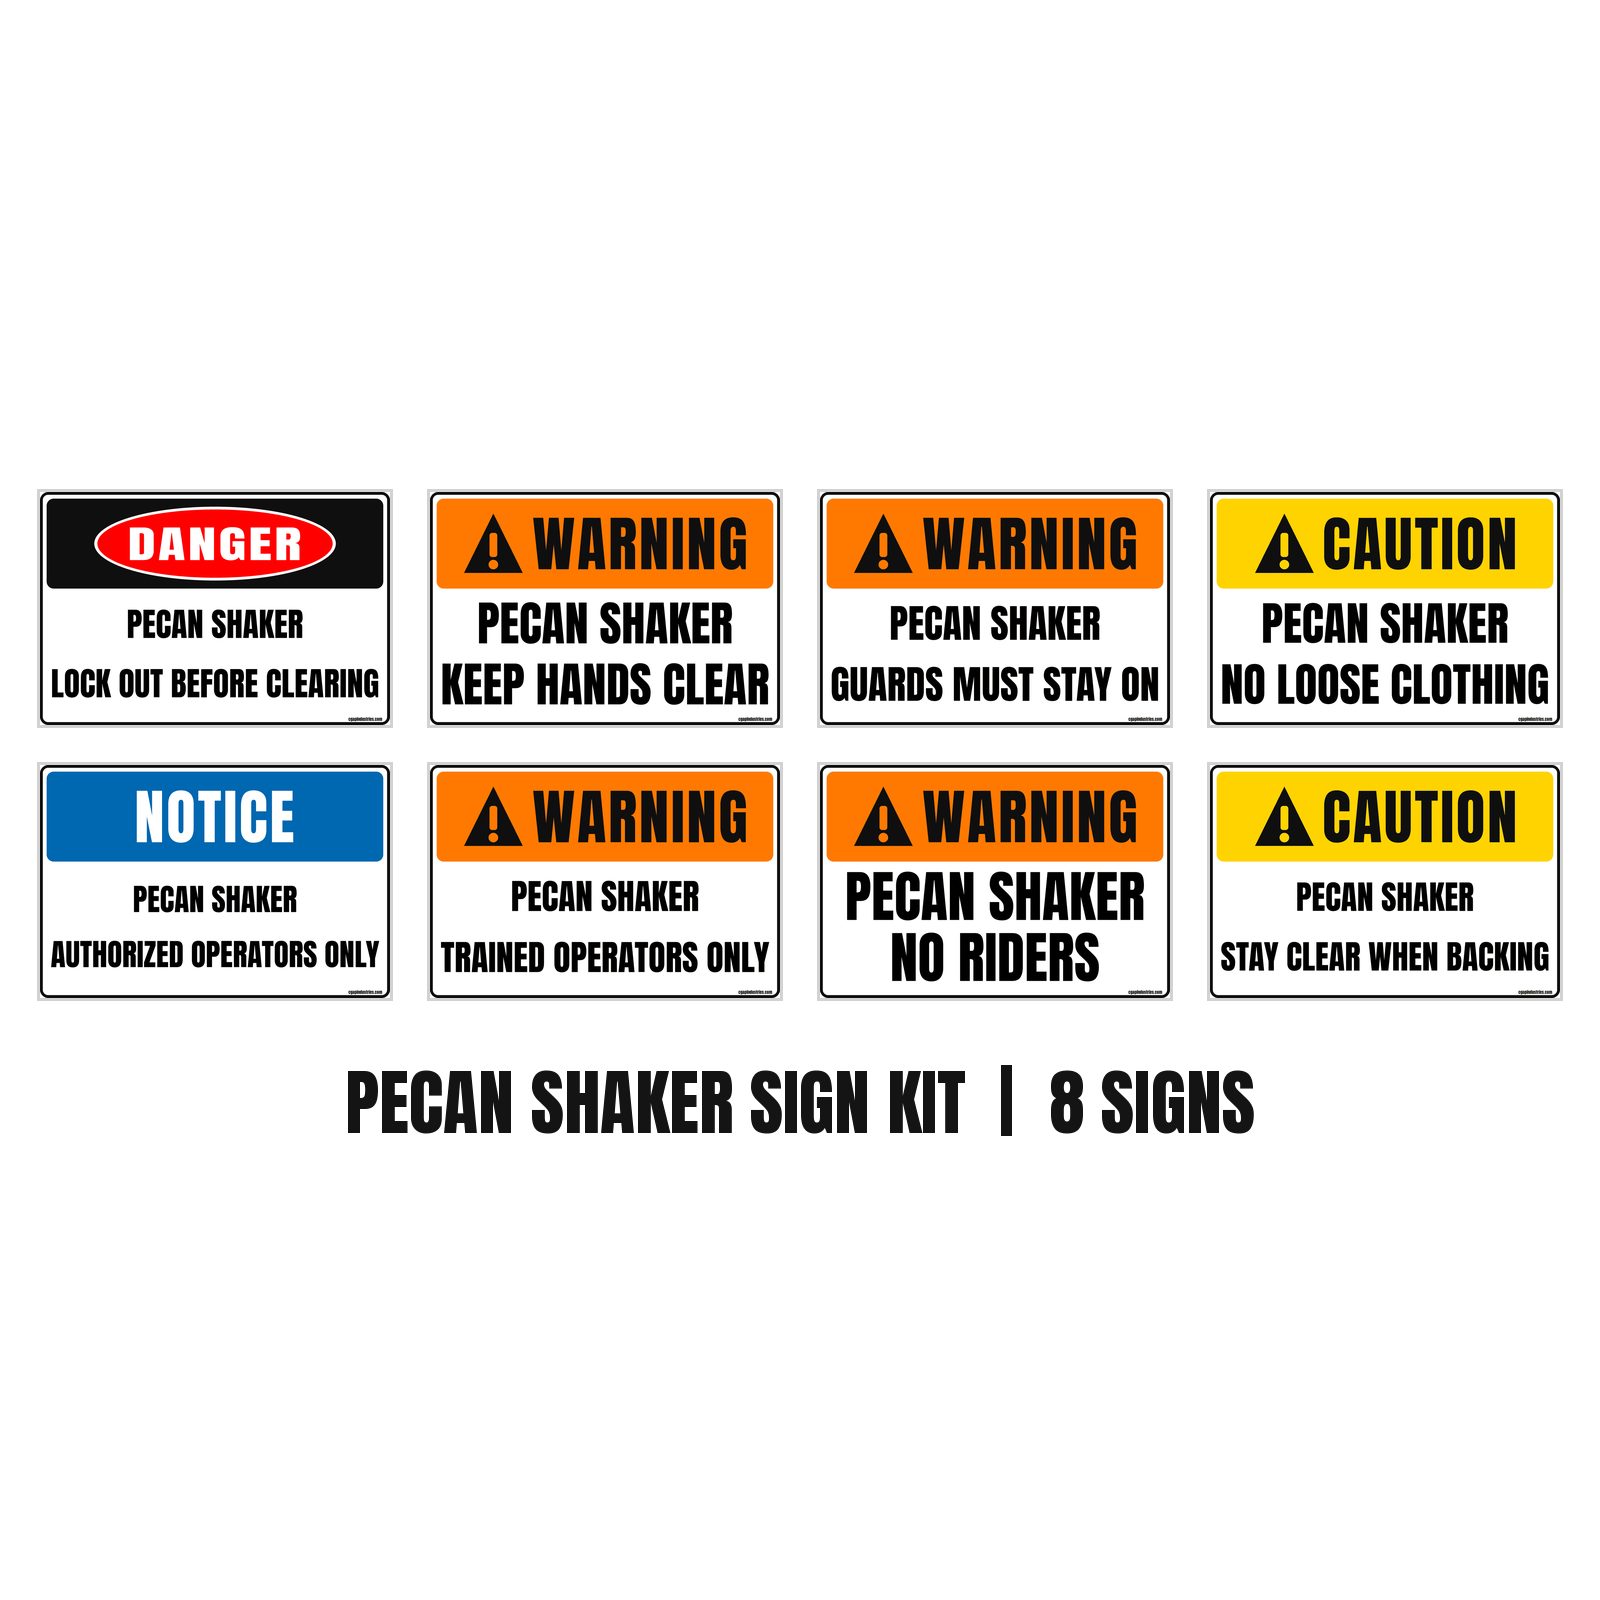 DANGER
PECAN SHAKER
LOCK OUT BEFORE CLEARING
cgaphindustries.com
WARNING
PECAN SHAKER
KEEP HANDS CLEAR
WARNING
PECAN SHAKER
GUARDS MUST STAY ON
CAUTION
PECAN SHAKER
NO LOOSE CLOTHING
NOTICE
PECAN SHAKER
AUTHORIZED OPERATORS ONLY
WARNING
PECAN SHAKER
TRAINED OPERATORS ONLY
WARNING
PECAN SHAKER
NO RIDERS
CAUTION
PECAN SHAKER
STAY CLEAR WHEN BACKING
PECAN SHAKER SIGN KIT | 8 SIGNS